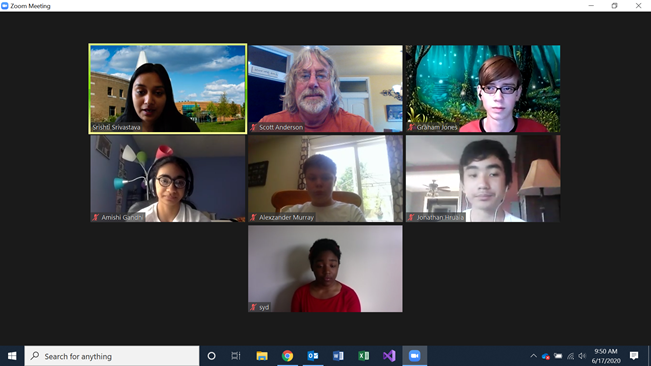 Zoom Meeting
Srishti Srivastava
Scott Anderson
Graham Jones
Amishi Gandhi
Alexzander Murray
Jonathan Hruala
syd
Search for anything
9:50 AM
6/17/2020